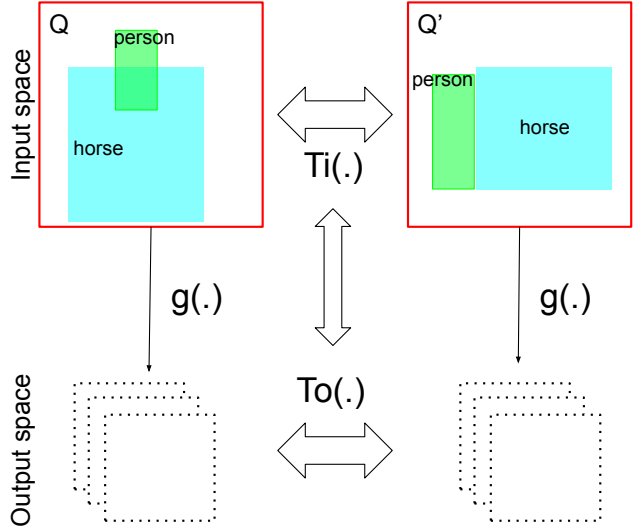 Q
person
horse
Q’
person
horse
Input space
Ti(.)
g(.)
g(.)
To(.)
Output space